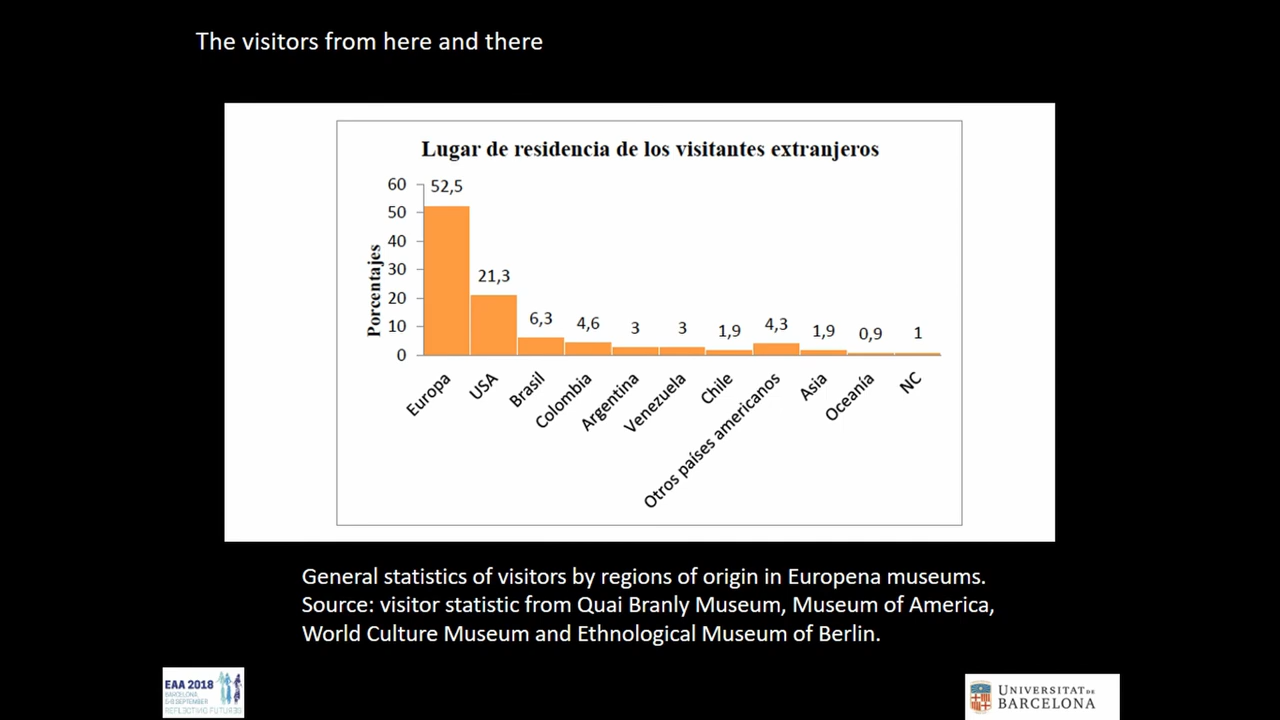 The visitors from here and there
Lugar de residencia de los visitantes extranjeros
Porcentajes
60
50
40
30
20
10
0
52,5
21,3
6,3
4,6
3
3
1,9
4,3
1,9
0,9
1
Europa
USA
Brasil
Colombia
Argentina
Venezuela
Chile
Otros países americanos
Asia
Oceanía
NC
General statistics of visitors by regions of origin in Europena museums.
Source: visitor statistic from Quai Branly Museum, Museum of America,
World Culture Museum and Ethnological Museum of Berlin.
EAA 2018
BARCELONA
5-8 SEPTEMBER
REFLECTING FUTURES
UNIVERSITAT DE
BARCELONA